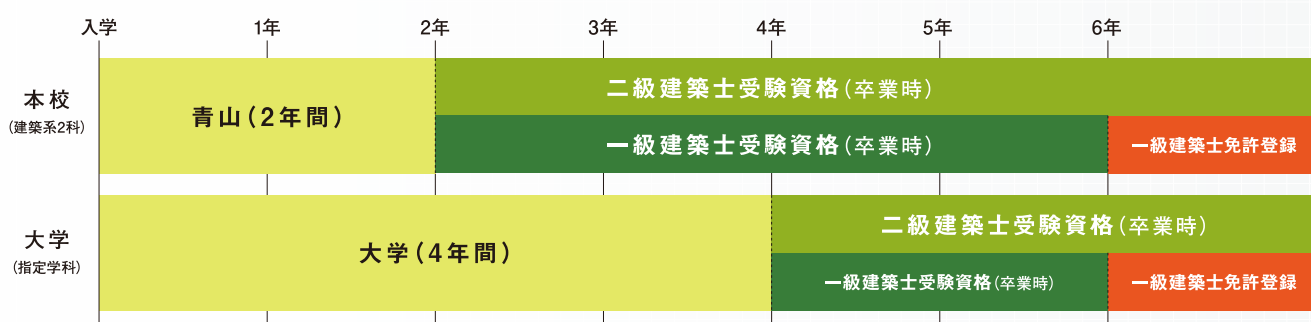 入学 1年 2年 3年 4年 5年 6年
本校
(建築系2科)
青山(2年間)
二級建築士受験資格(卒業時)
一級建築士受験資格(卒業時)
一級建築士免許登録
大学
(指定学科)
大学(4年間)
二級建築士受験資格(卒業時)
一級建築士受験資格(卒業時)
一級建築士免許登録